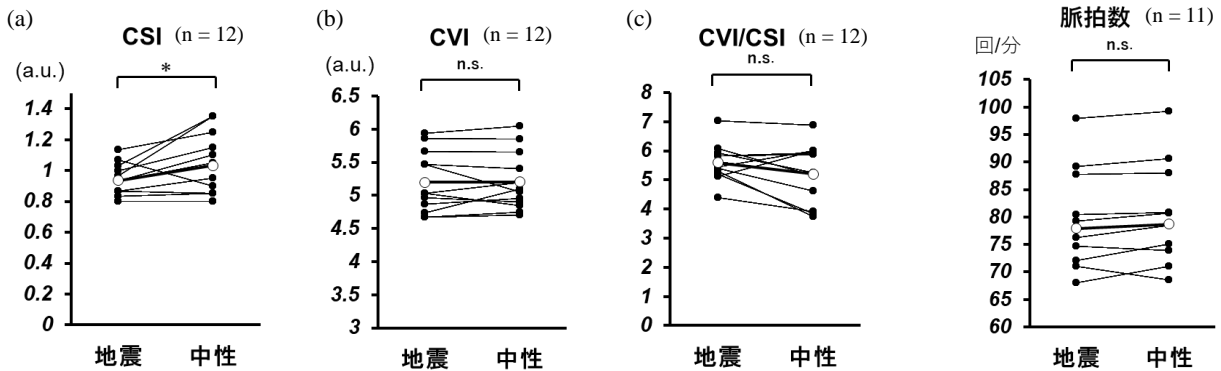 (a)
CSI (n = 12)
(a.u.)
*
1.4
1.2
1
0.8
0.6
0.4
0.2
0
地震 中性
(b)
CVI (n = 12)
(a.u.)
n.s.
6.5
6
5.5
5
4.5
4
3.5
3
地震 中性
(c)
CVI/CSI (n = 12)
n.s.
8
7
6
5
4
3
2
1
0
地震 中性
脈拍数 (n = 11)
回/分
n.s.
105
100
95
90
85
80
75
70
65
60
地震 中性